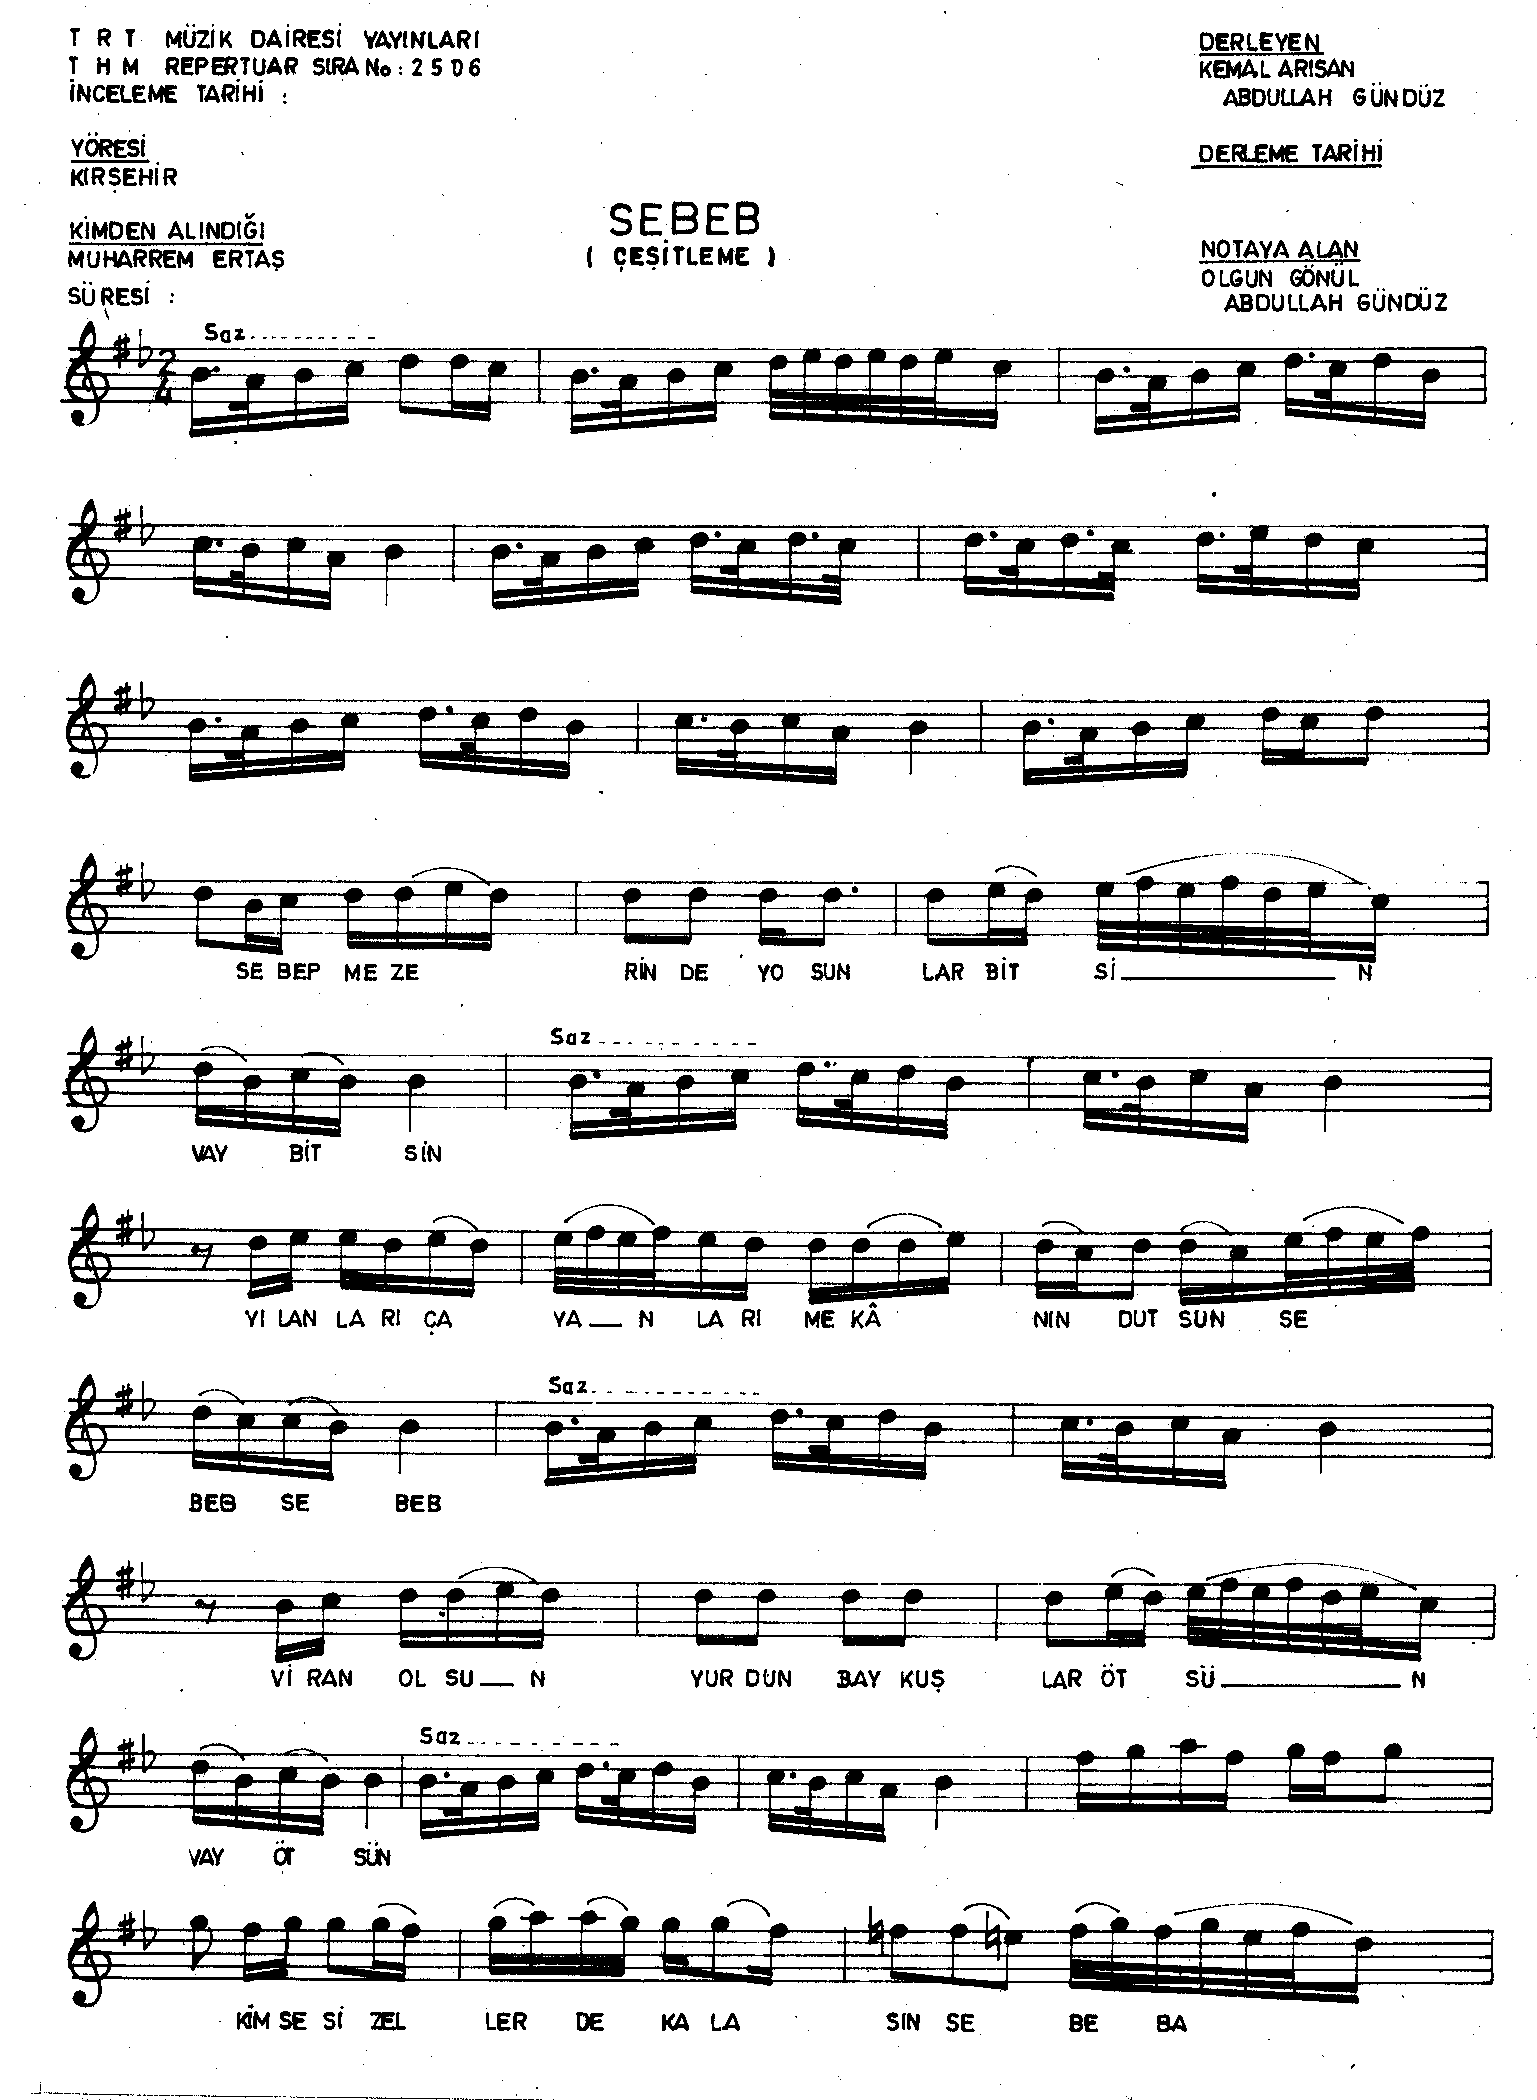 T R T MÜZİK DAİRESİ YAYINLARI
T H M REPERTUAR SIRA No : 2506
İNCELEME TARİHİ :
DERLEYEN
KEMAL ARISAN
ABDULLAH GÜNDÜZ
YÖRESİ
KIRŞEHİR
DERLEME TARİHİ
KİMDEN ALINDIĞI
MUHARREM ERTAŞ
SEBEB
( ÇEŞİTLEME )
NOTAYA ALAN
OLGUN GÖNÜL
ABDULLAH GÜNDÜZ
SÜRESİ :
Saz
2/4
SE BEP ME ZE RİN DE YO SUN LAR BİT Sİ N
Saz
VAY BİT SİN
YI LAN LA RI ÇA YA N LA RI ME KÂ NIN DUT SUN SE
Saz
BEB SE BEB
Vİ RAN OL SU N YUR DUN BAY KUŞ LAR ÖT SÜ N
Saz
VAY ÖT SÜN
KİM SE Sİ ZEL LER DE KA LA SIN SE BE BA